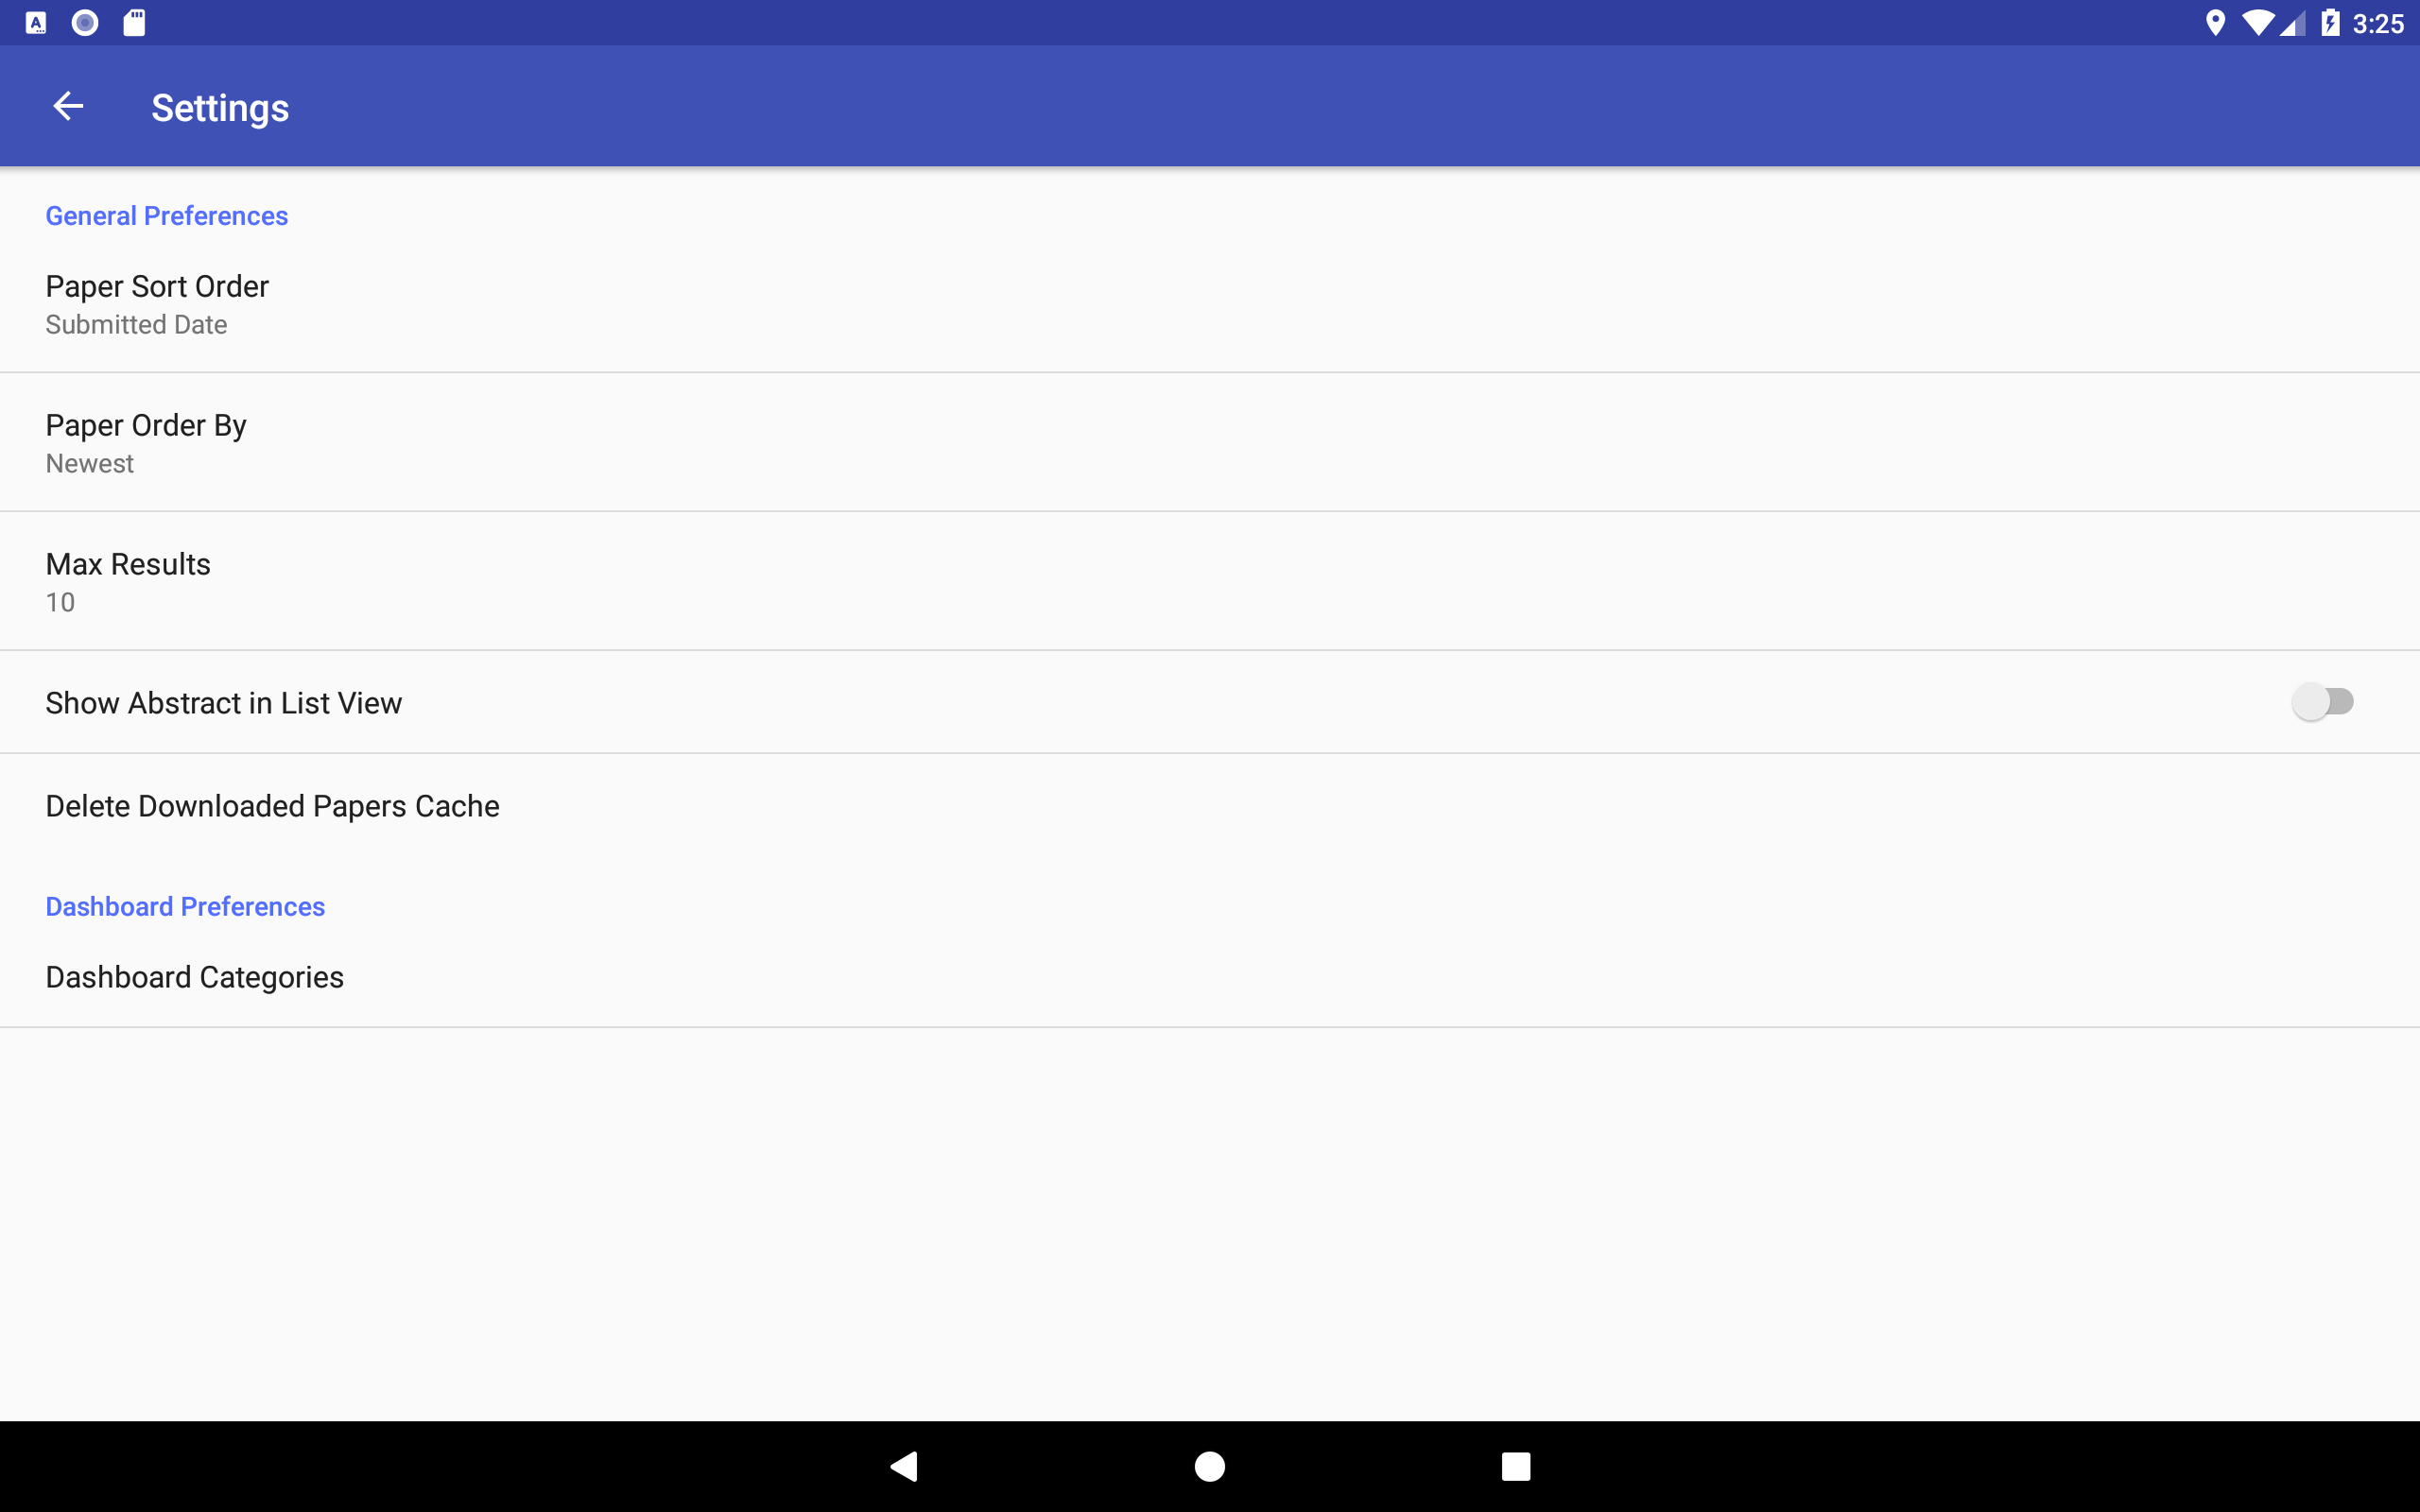 3:25
Settings
General Preferences
Paper Sort Order
Submitted Date
Paper Order By
Newest
Max Results
10
Show Abstract in List View
Delete Downloaded Papers Cache
Dashboard Preferences
Dashboard Categories